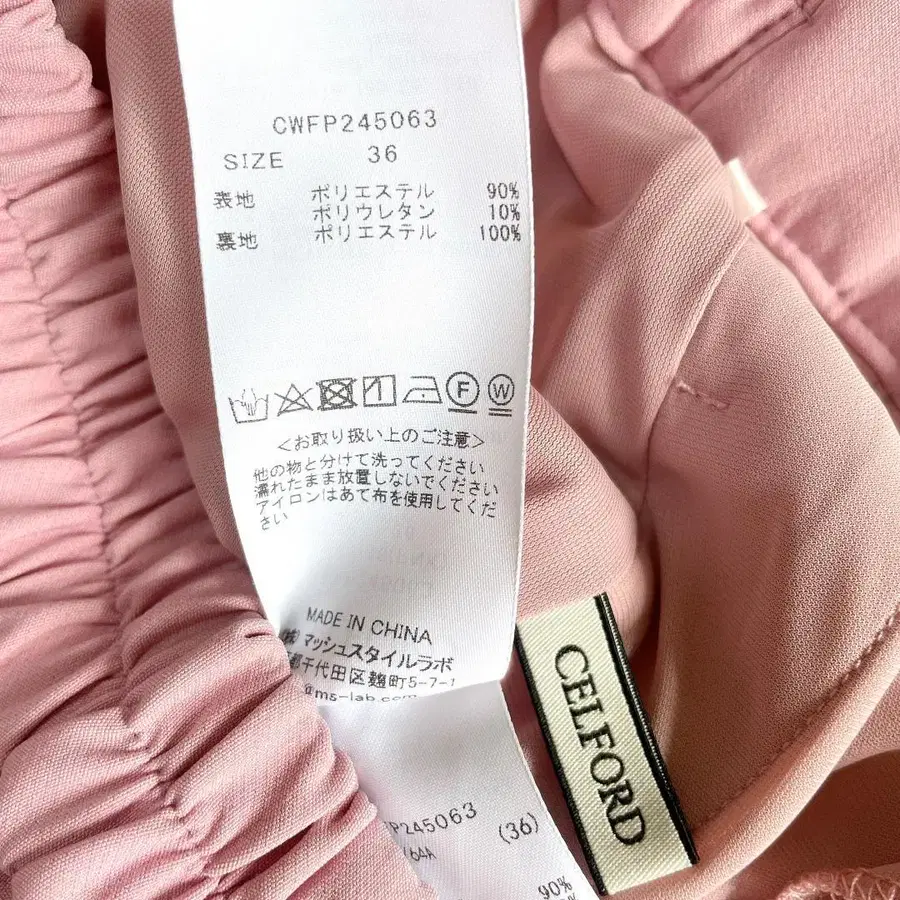 CWFP245063
SIZE 36
表地 ポリエステル 90%
ポリウレタン 10%
裏地 ポリエステル 100%
F W
<お取り扱い上のご注意>
他の物と分けて洗ってください
濡れたまま放置しないでください
アイロンはあて布を使用してくだ
さい
MADE IN CHINA
(株)マッシュスタイルラボ
都千代田区麹町5-7-1
@ms-lab.com
CELFORD
P245063 (36)
64A
90%